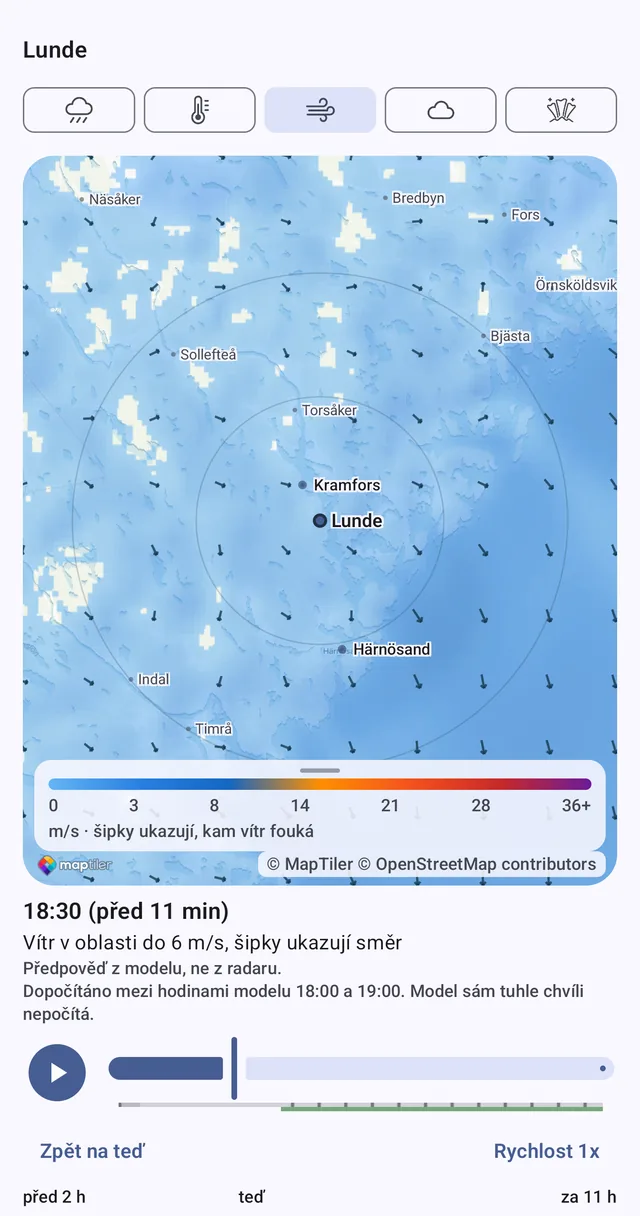 Lunde
Näsåker
Bredbyn
Fors
Örnsköldsvik
Bjästa
Sollefteå
Torsåker
Kramfors
Lunde
Härnösand
Indal
Timrå
0 3 8 14 21 28 36+
m/s · šipky ukazují, kam vítr fouká
maptiler
© MapTiler © OpenStreetMap contributors
18:30 (před 11 min)
Vítr v oblasti do 6 m/s, šipky ukazují směr
Předpověď z modelu, ne z radaru.
Dopočítáno mezi hodinami modelu 18:00 a 19:00. Model sám tuhle chvíli
nepočítá.
Zpět na teď
Rychlost 1x
před 2 h
teď
za 11 h